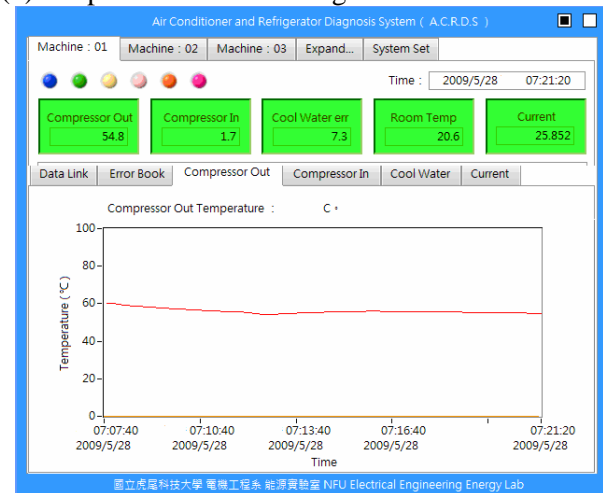 Air Conditioner and Refrigerator Diagnosis System ( A.C.R.D.S )
Machine : 01 Machine : 02 Machine : 03 Expand... System Set
Time : 2009/5/28 07:21:20
Compressor Out Compressor In Cool Water err Room Temp Current
54.8 1.7 7.3 20.6 25.852
Data Link Error Book Compressor Out Compressor In Cool Water Current
Compressor Out Temperature : C °
100
80
60
40
20
0
Temperature (℃)
07:07:40 07:10:40 07:13:40 07:16:40 07:21:20
2009/5/28 2009/5/28 2009/5/28 2009/5/28 2009/5/28
Time
國立虎尾科技大學 電機工程系 能源實驗室 NFU Electrical Engineering Energy Lab